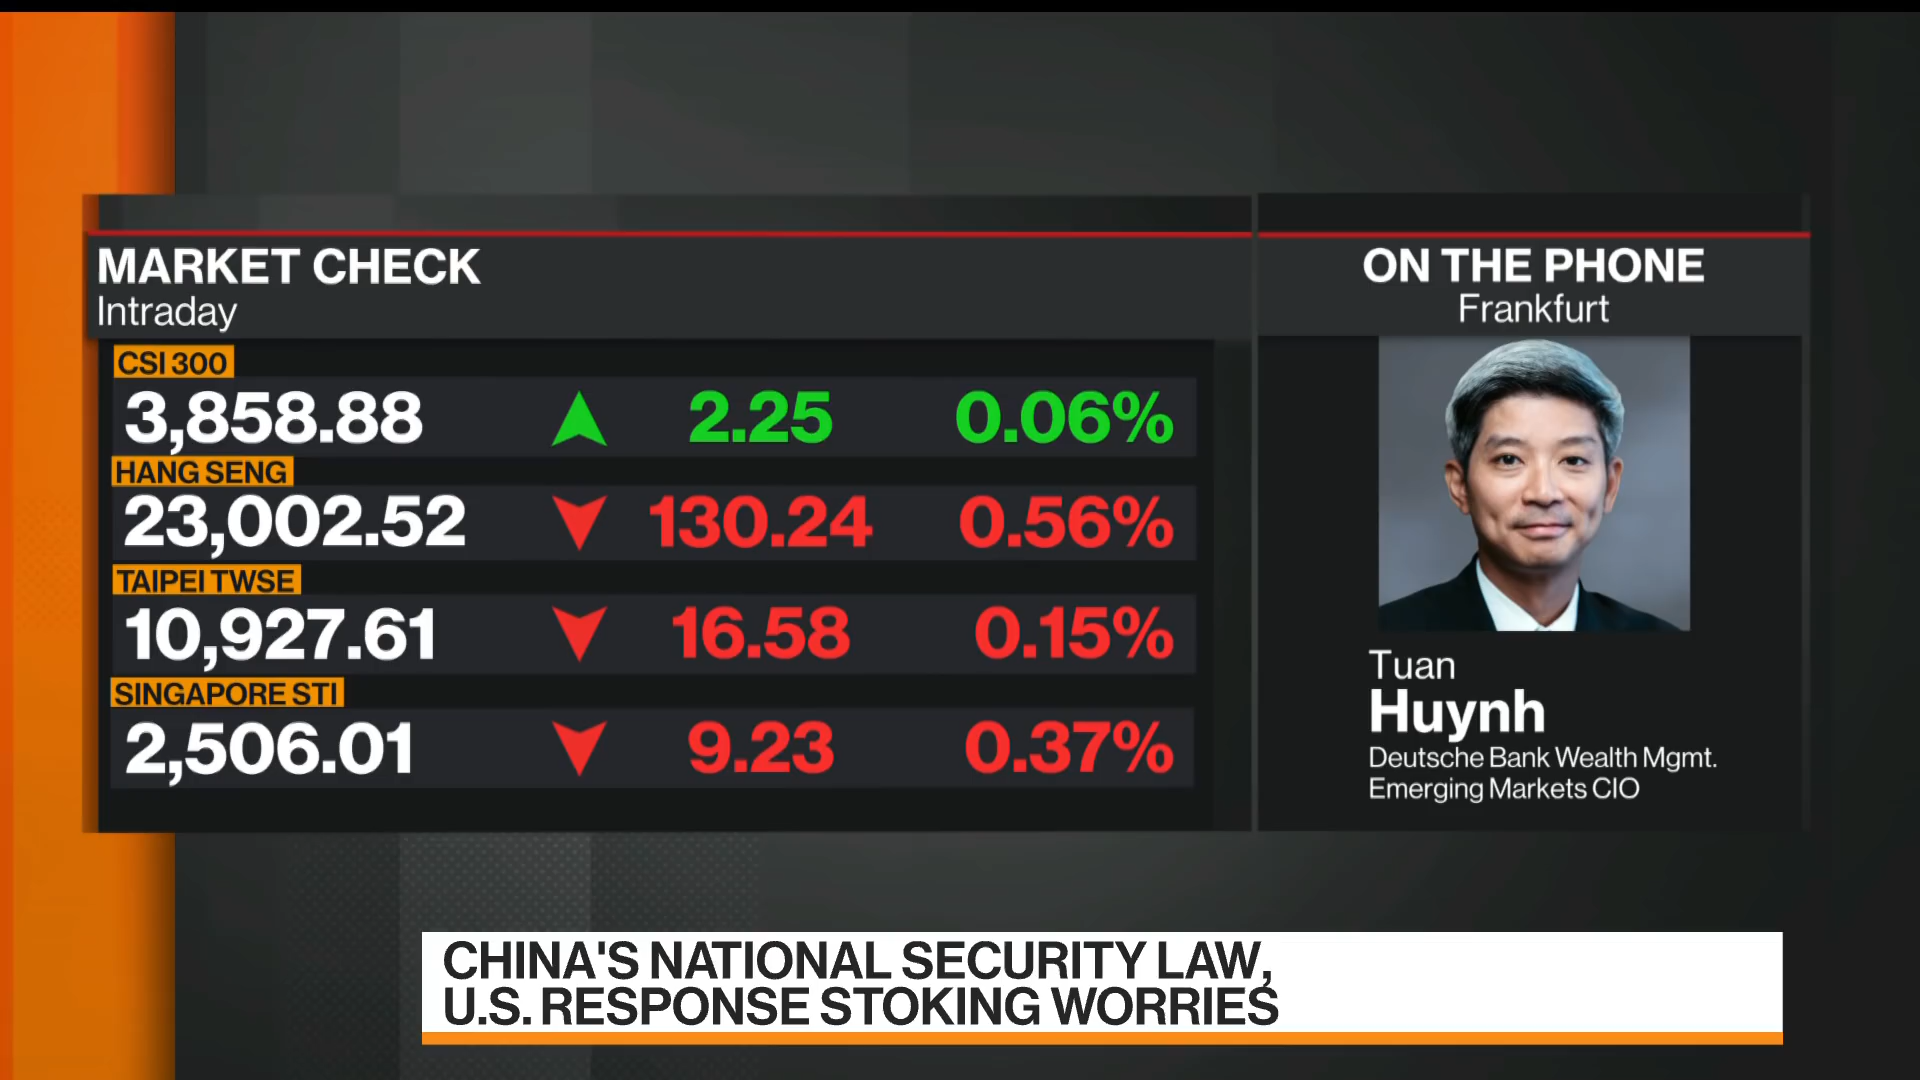 MARKET CHECK
Intraday
CSI 300
3,858.88 2.25 0.06%
HANG SENG
23,002.52 130.24 0.56%
TAIPEI TWSE
10,927.61 16.58 0.15%
SINGAPORE STI
2,506.01 9.23 0.37%
ON THE PHONE
Frankfurt
Tuan
Huynh
Deutsche Bank Wealth Mgmt.
Emerging Markets CIO
CHINA'S NATIONAL SECURITY LAW,
U.S. RESPONSE STOKING WORRIES